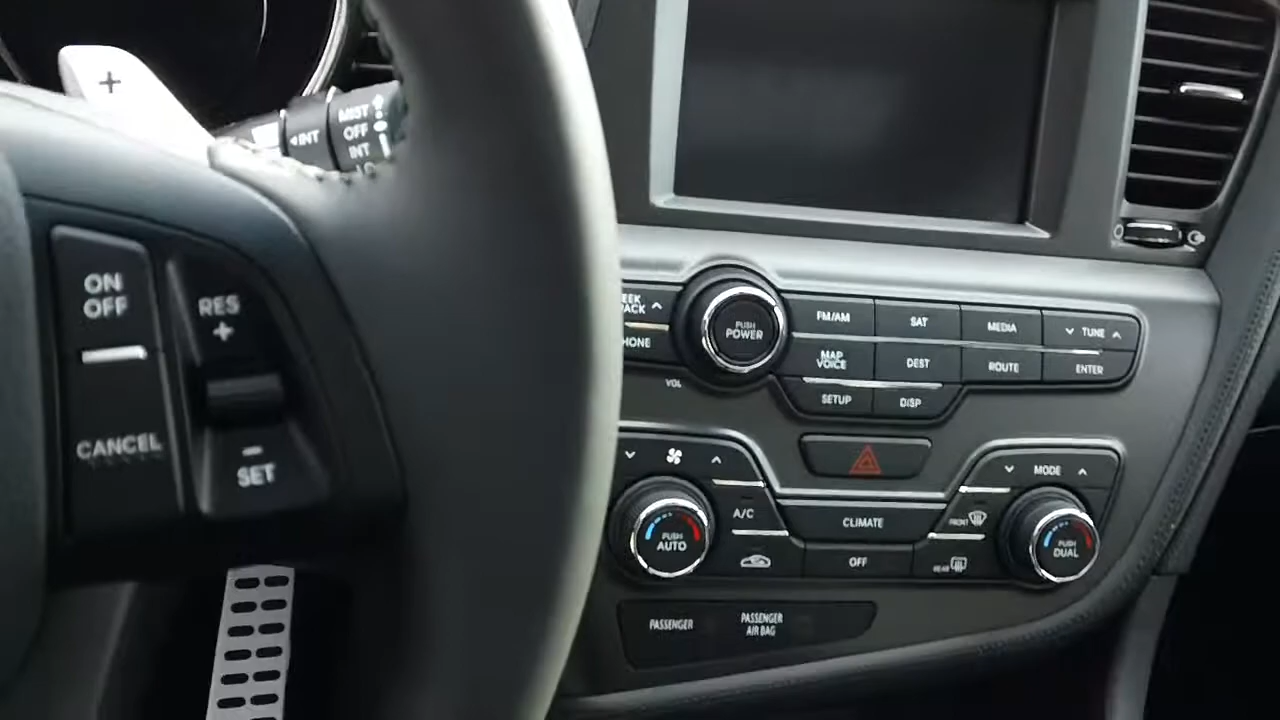 +
MIST
OFF
INT
INT
ON
OFF
RES
+
CANCEL
-
SET
PUSH
POWER
VOL
FM/AM
SAT
MEDIA
TUNE
MAP
VOICE
DEST
ROUTE
ENTER
SETUP
DISP
MODE
A/C
CLIMATE
FRONT
PUSH
AUTO
PUSH
DUAL
OFF
REAR
PASSENGER
PASSENGER
AIR BAG